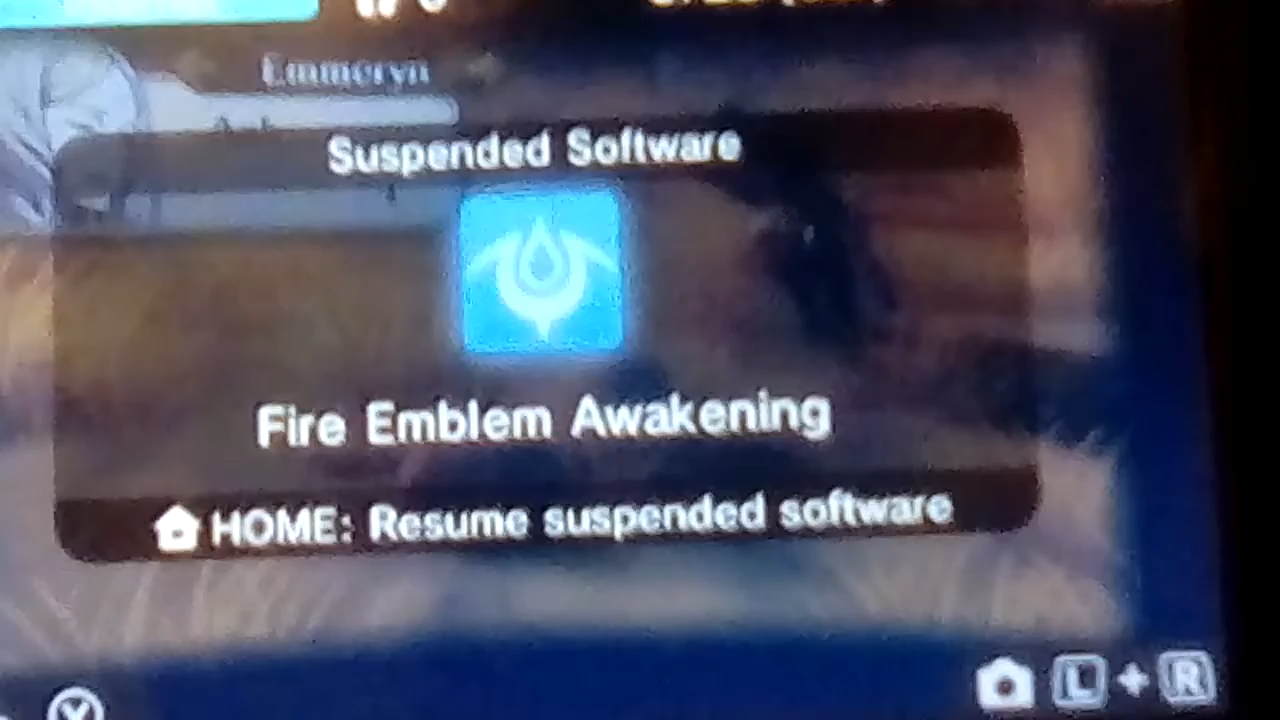 Emmeryn
Suspended Software
Fire Emblem Awakening
HOME: Resume suspended software
L + R
Y